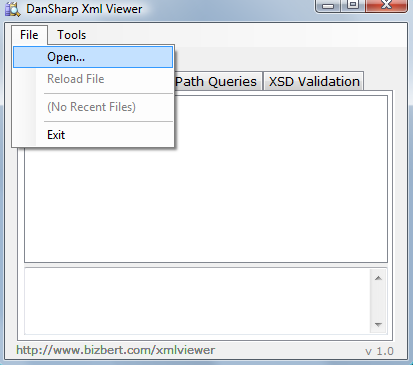 DanSharp Xml Viewer
File Tools
Open...
Reload File
Path Queries XSD Validation
(No Recent Files)
Exit
http://www.bizbert.com/xmlviewer v 1.0